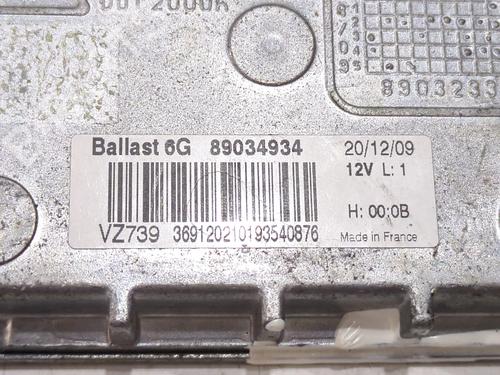 Ballast 6G 89034934 20/12/09
12V L: 1
H: 00:0B
VZ739 369120210193540876 Made in France
8903233